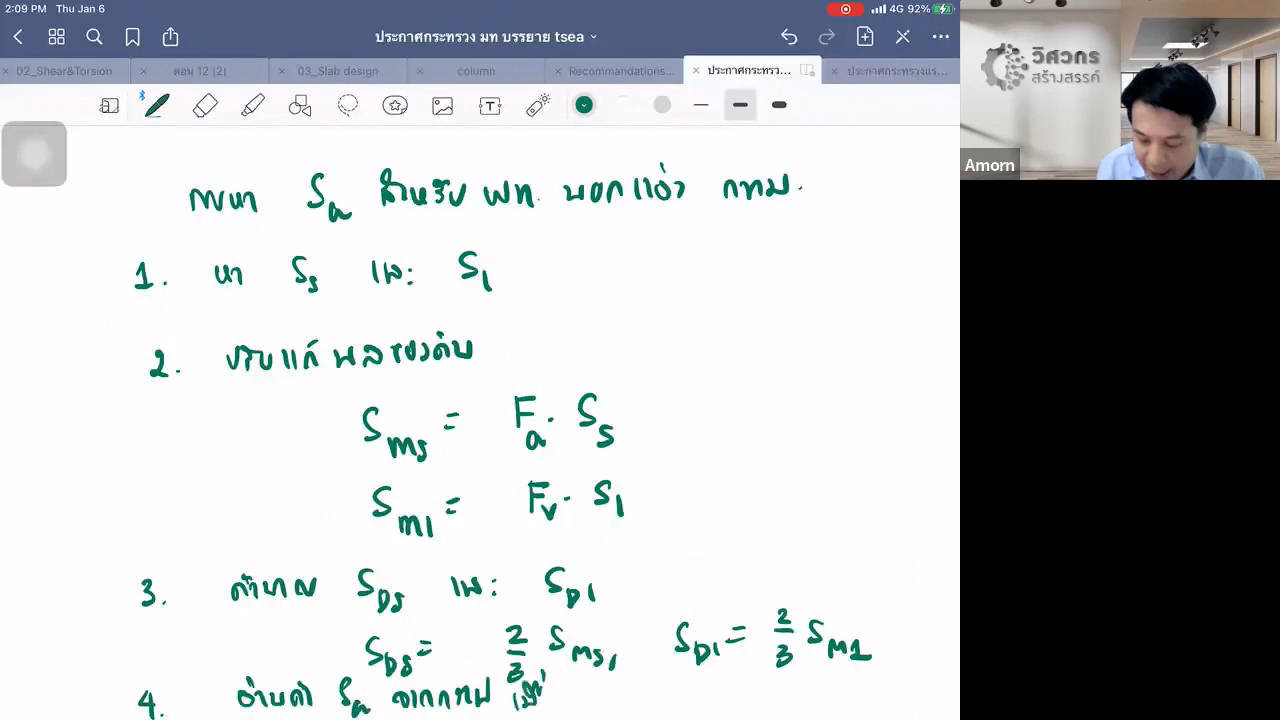 2:09 PM Thu Jan 6
4G 92%
ประกาศกระทรวง มท บรรยาย tsea
02_Shear&Torsion
ตอน 12 (2)
03_Slab design
column
Recommandations...
ประกาศกระทรว...
ประกาศกระทรวงแร...
วิศวกร
สร้างสรรค์
Amorn
การหา Sa สำหรับ พท. นอกแอ่ง กทม.
1. หา Ss และ S1
2. ปรับแก้ ผลของดิน
SMS = Fa · Ss
SM1 = Fv · S1
3. คำนวณ SDS และ SD1
SDS = 2/3 SMS, SD1 = 2/3 SM1
4. อ่านค่า Sa จากกราฟ